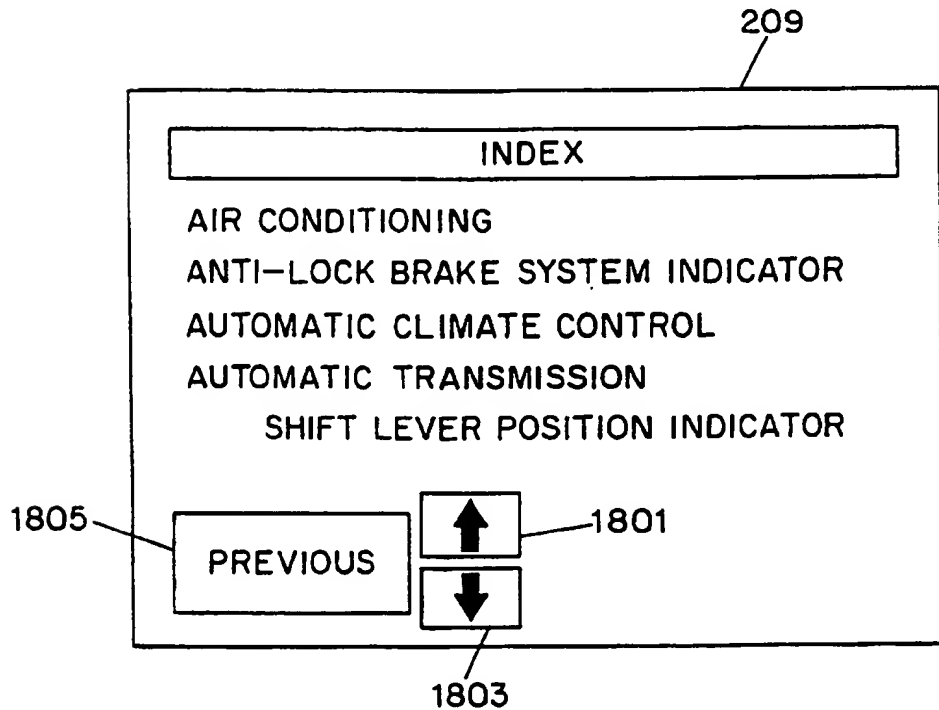 209
INDEX
AIR CONDITIONING
ANTI-LOCK BRAKE SYSTEM INDICATOR
AUTOMATIC CLIMATE CONTROL
AUTOMATIC TRANSMISSION
SHIFT LEVER POSITION INDICATOR
1805
PREVIOUS
1801
1803